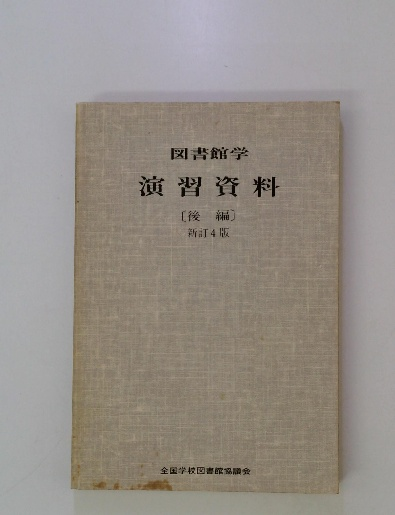 図書館学
演習資料
〔後 編〕
新訂4版
全国学校図書館協議会